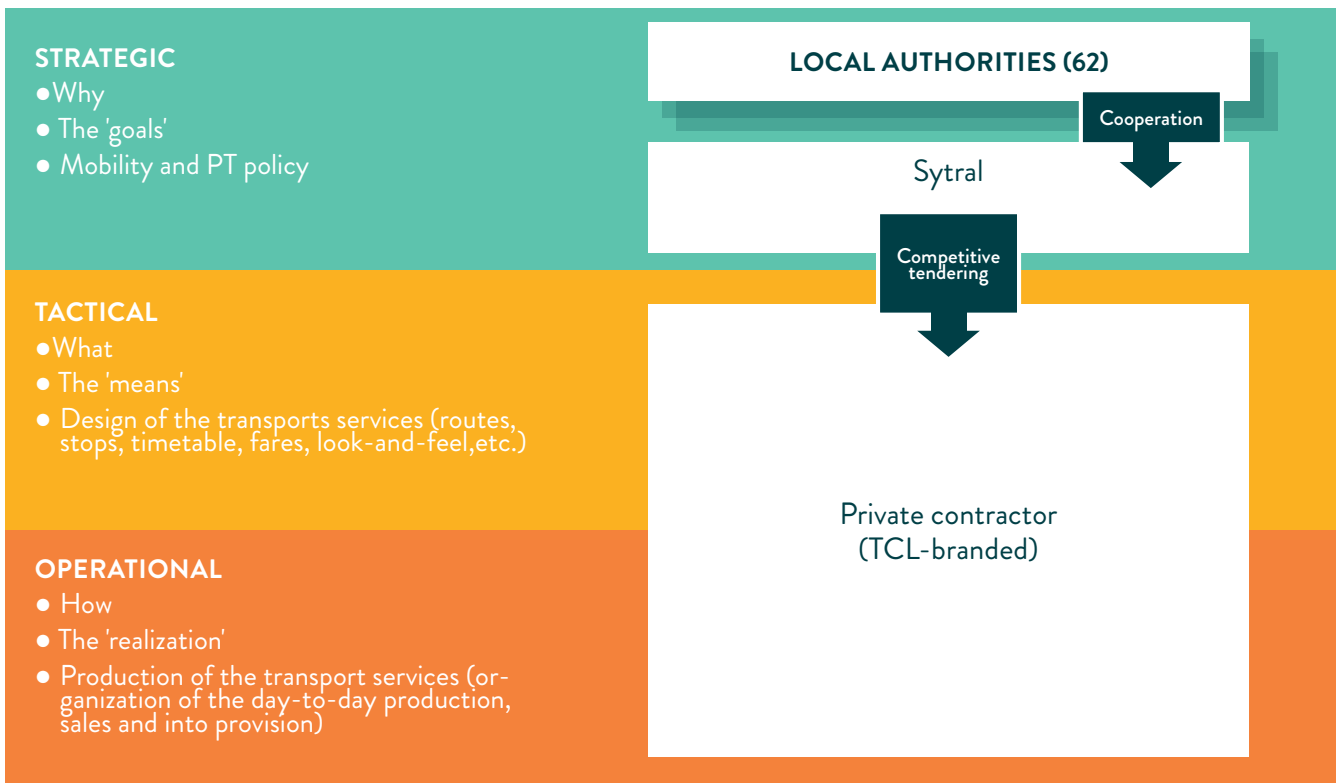 STRATEGIC
●Why
● The 'goals'
● Mobility and PT policy
LOCAL AUTHORITIES (62)
Cooperation
Sytral
Competitive
tendering
TACTICAL
●What
● The 'means'
● Design of the transports services (routes,
stops, timetable, fares, look-and-feel,etc.)
Private contractor
(TCL-branded)
OPERATIONAL
● How
● The 'realization'
● Production of the transport services (or-
ganization of the day-to-day production,
sales and into provision)